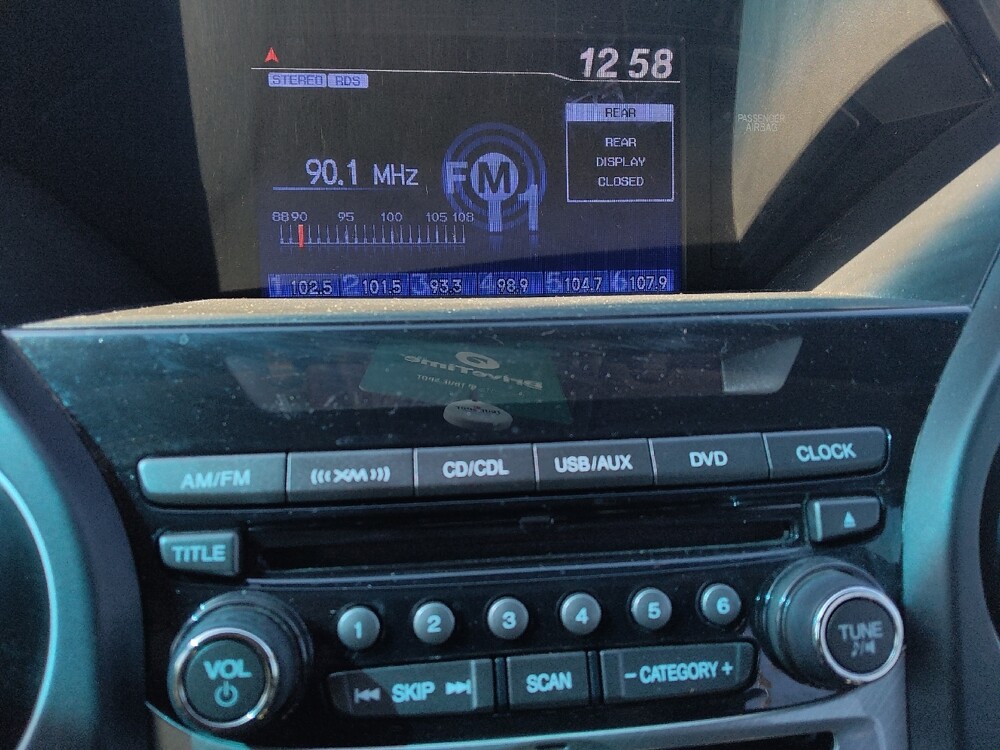 12 58
STEREO RDS
REAR
PASSENGER
AIRBAG
REAR
DISPLAY
CLOSED
90.1 MHz
FM
1
88 90 95 100 105 108
1 102.5 2 101.5 3 93.3 4 98.9 5 104.7 6 107.9
AM/FM
(((XM)))
CD/CDL
USB/AUX
DVD
CLOCK
TITLE
1 2 3 4 5 6
VOL
SKIP
SCAN
- CATEGORY +
TUNE